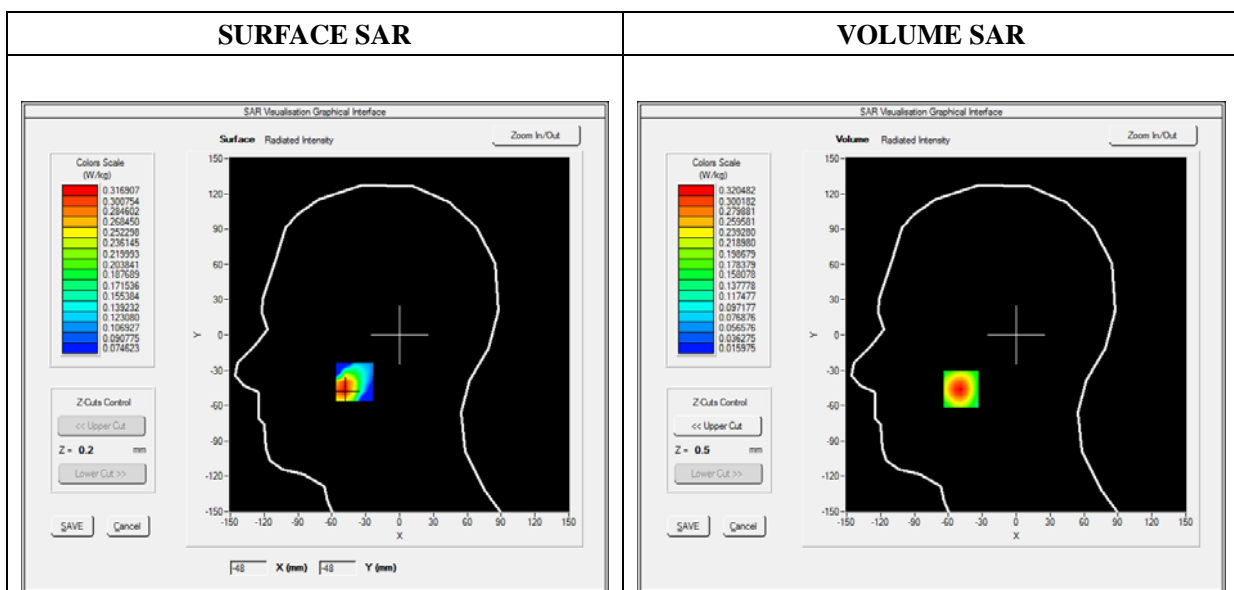 SURFACE SAR
VOLUME SAR
SAR Visualisation Graphical Interface
Surface Radiated Intensity
Zoom In/Out
Colors Scale
(W/kg)
0.316907
0.300754
0.284602
0.268450
0.252298
0.236145
0.219993
0.203841
0.187689
0.171536
0.155384
0.139232
0.123080
0.106927
0.090775
0.074623
Z-Cuts Control
<< Upper Cut
Z = 0.2 mm
Lower Cut >>
SAVE Cancel
150
120
90
60
30
0
-30
-60
-90
-120
-150
Y
-150 -120 -90 -60 -30 0 30 60 90 120 150
X
-48 X (mm) -48 Y (mm)
SAR Visualisation Graphical Interface
Volume Radiated Intensity
Zoom In/Out
Colors Scale
(W/kg)
0.320482
0.300182
0.279881
0.259581
0.239280
0.218980
0.198679
0.178379
0.158078
0.137778
0.117477
0.097177
0.076876
0.056576
0.036275
0.015975
Z-Cuts Control
<< Upper Cut
Z = 0.5 mm
Lower Cut >>
SAVE Cancel
150
120
90
60
30
0
-30
-60
-90
-120
-150
Y
-150 -120 -90 -60 -30 0 30 60 90 120 150
X